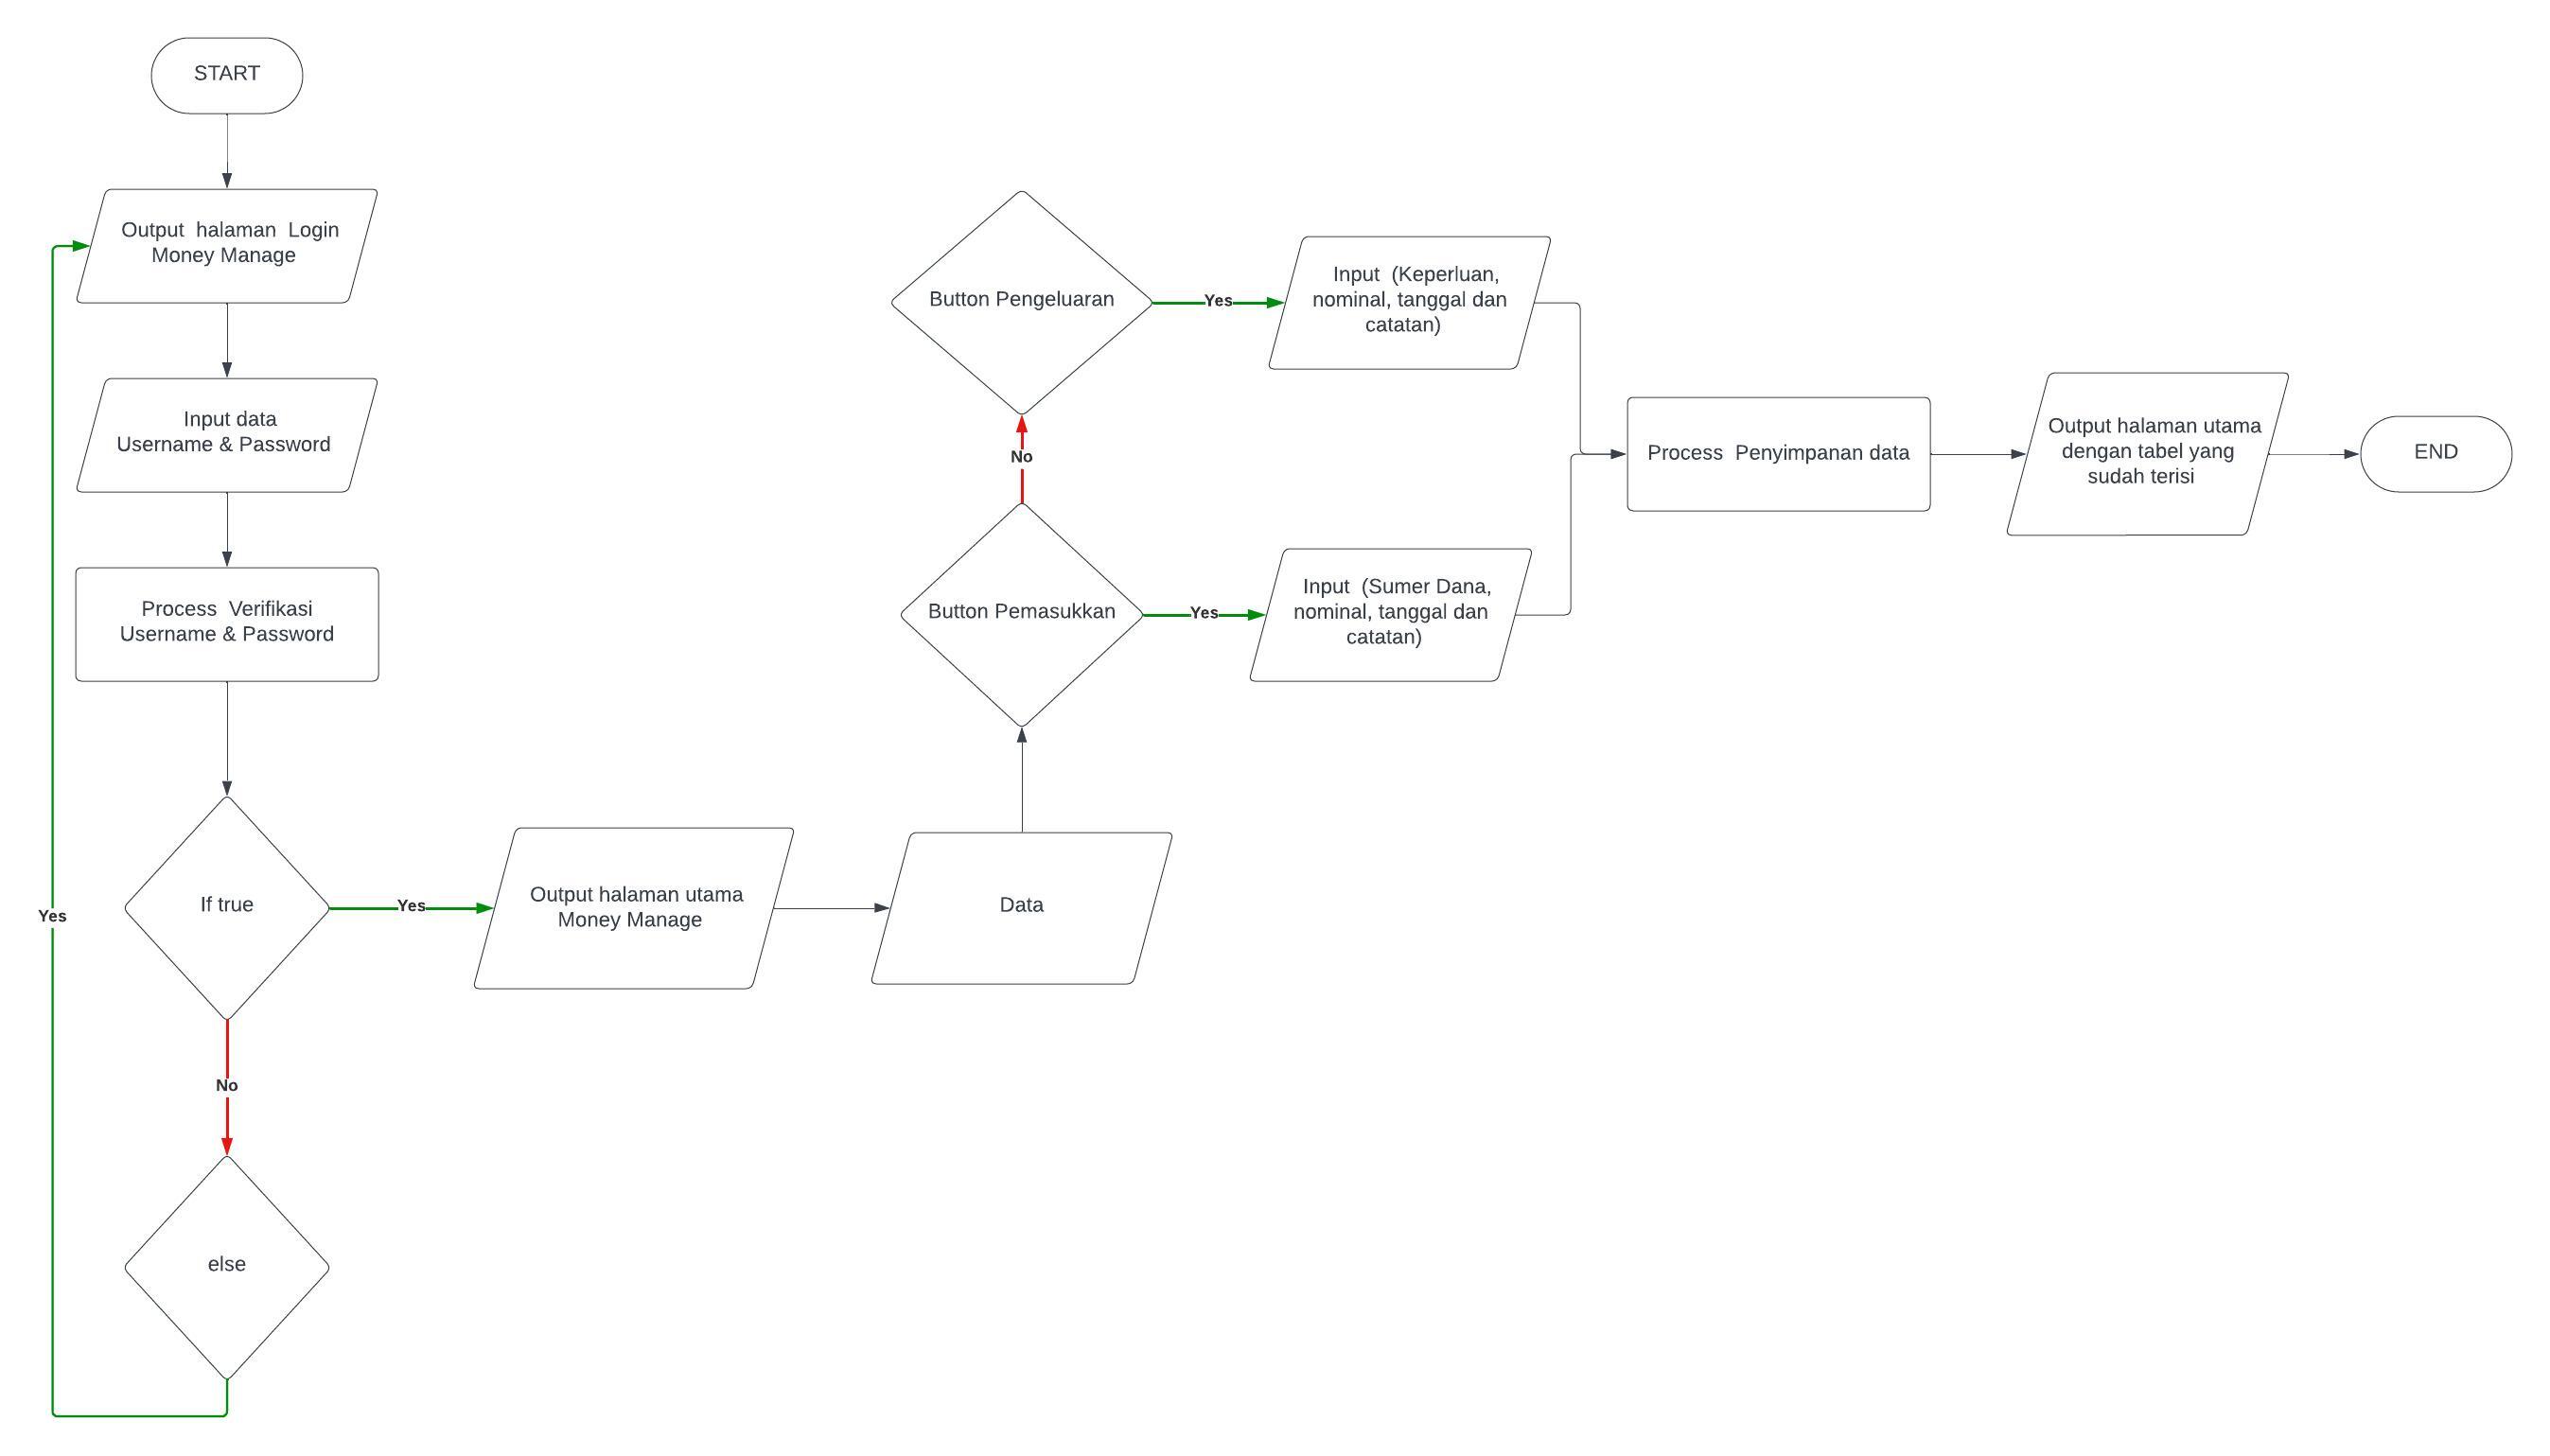 START
Output halaman Login
Money Manage
Input data
Username & Password
Process Verifikasi
Username & Password
If true
Yes
No
else
Yes
Output halaman utama
Money Manage
Data
Button Pemasukkan
Yes
Input (Sumer Dana,
nominal, tanggal dan
catatan)
No
Button Pengeluaran
Yes
Input (Keperluan,
nominal, tanggal dan
catatan)
Process Penyimpanan data
Output halaman utama
dengan tabel yang
sudah terisi
END